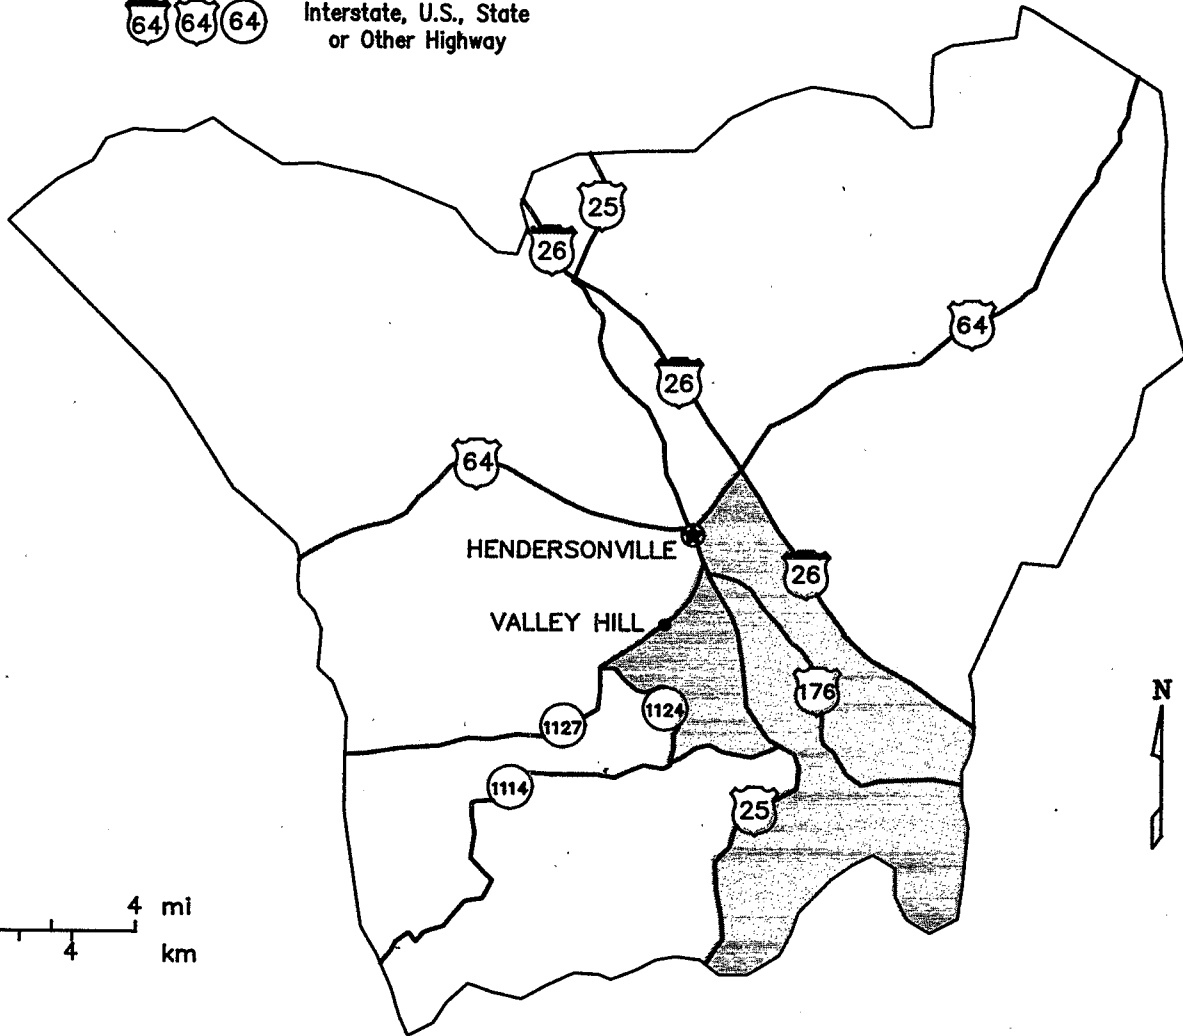 64 64 64 Interstate, U.S., State
or Other Highway
25
26
64
26
64
HENDERSONVILLE
26
VALLEY HILL
176
N
1124
1127
1114
25
4 mi
4 km